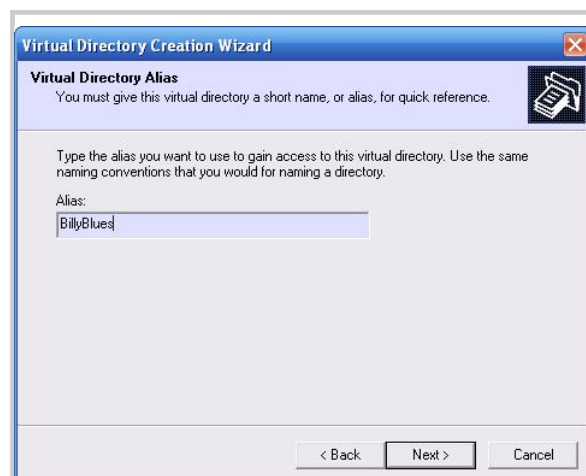 Virtual Directory Creation Wizard
Virtual Directory Alias
You must give this virtual directory a short name, or alias, for quick reference.
Type the alias you want to use to gain access to this virtual directory. Use the same
naming conventions that you would for naming a directory.
Alias:
BillyBlues
< Back Next > Cancel